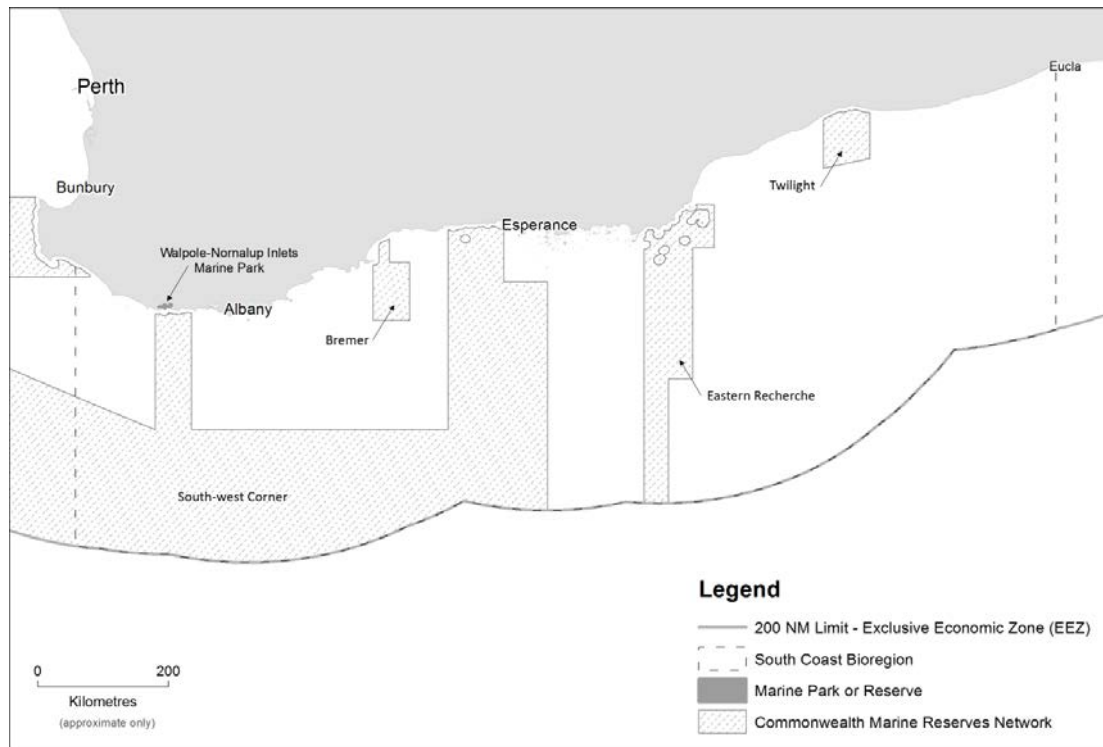 Eucla
Perth
Twilight
Bunbury
Esperance
Walpole-Nornalup Inlets
Marine Park
Albany
Bremer
Eastern Recherche
South-west Corner
Legend
200 NM Limit - Exclusive Economic Zone (EEZ)
South Coast Bioregion
Marine Park or Reserve
Commonwealth Marine Reserves Network
0 200
Kilometres
(approximate only)